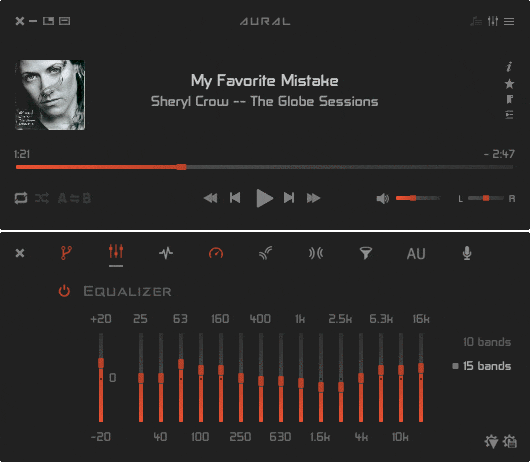 AURAL
My Favorite Mistake
Sheryl Crow -- The Globe Sessions
1:21
- 2:47
A B
L R
AU
EQUALIZER
+20 25 63 160 400 1k 2.5k 6.3k 16k
10 bands
0
15 bands
-20 40 100 250 630 1.6k 4k 10k